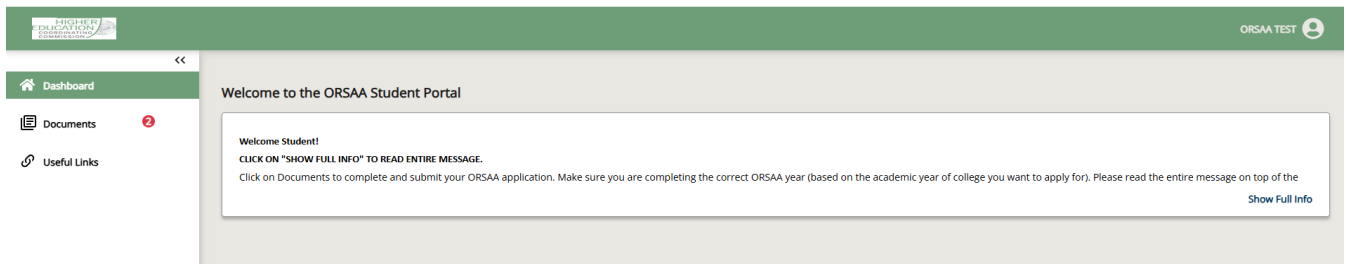 HIGHER
EDUCATION
COORDINATING
COMMISSION
ORSAA TEST
<<
Dashboard
Documents 2
Useful Links
Welcome to the ORSAA Student Portal
Welcome Student!
CLICK ON "SHOW FULL INFO" TO READ ENTIRE MESSAGE.
Click on Documents to complete and submit your ORSAA application. Make sure you are completing the correct ORSAA year (based on the academic year of college you want to apply for). Please read the entire message on top of the
Show Full Info